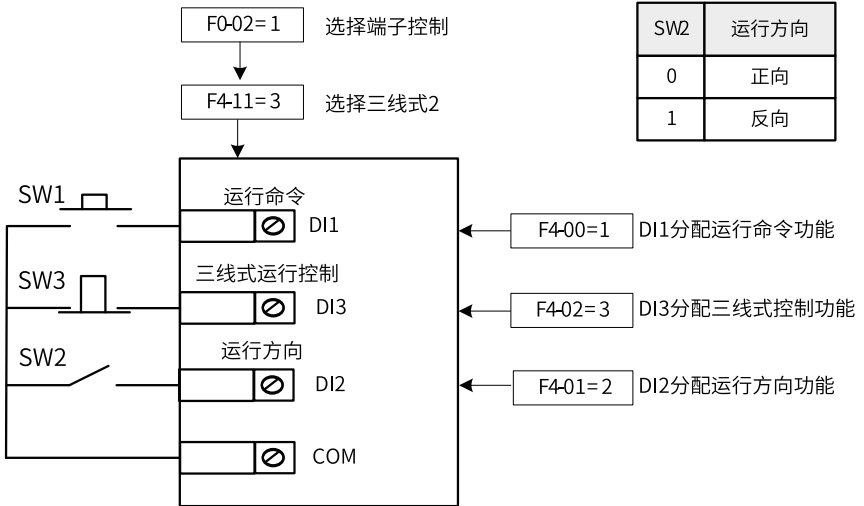 F0-02=1 选择端子控制
F4-11=3 选择三线式2
SW2 运行方向
0 正向
1 反向
SW1
运行命令
DI1
F4-00=1 DI1分配运行命令功能
SW3
三线式运行控制
DI3
F4-02=3 DI3分配三线式控制功能
SW2
运行方向
DI2
F4-01=2 DI2分配运行方向功能
COM